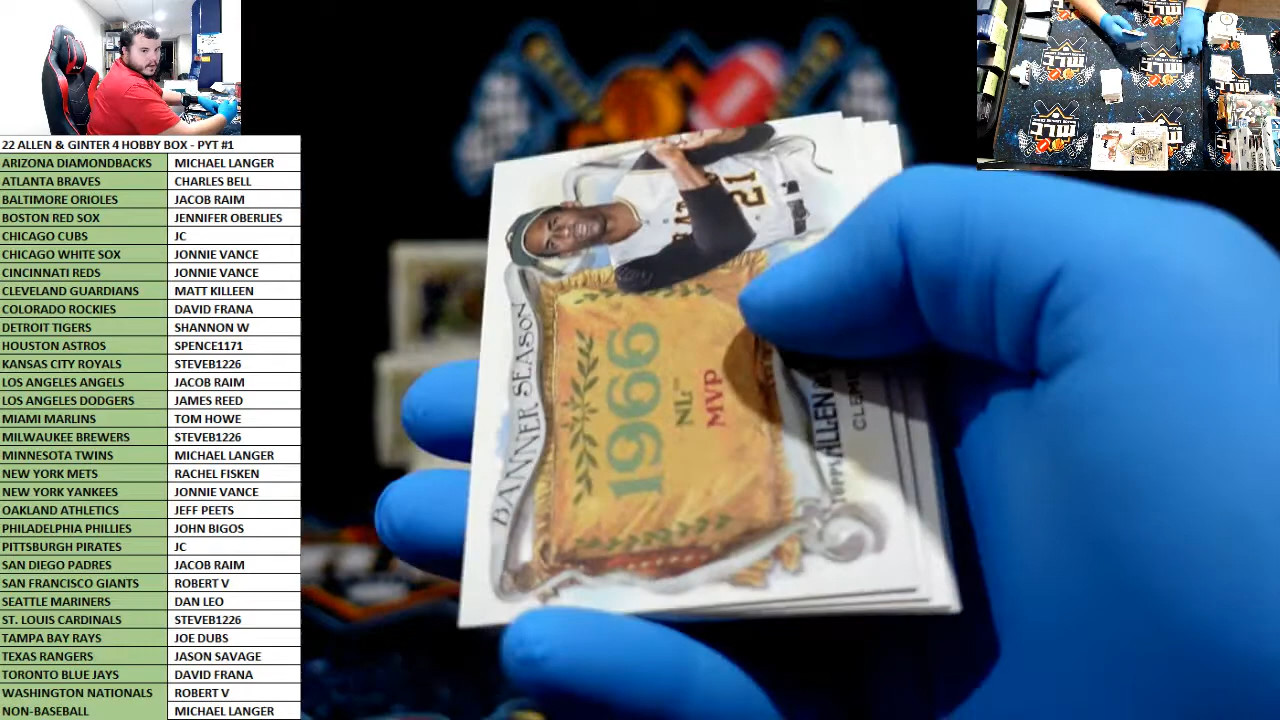 22 ALLEN & GINTER 4 HOBBY BOX - PYT #1
ARIZONA DIAMONDBACKS MICHAEL LANGER
ATLANTA BRAVES CHARLES BELL
BALTIMORE ORIOLES JACOB RAIM
BOSTON RED SOX JENNIFER OBERLIES
CHICAGO CUBS JC
CHICAGO WHITE SOX JONNIE VANCE
CINCINNATI REDS JONNIE VANCE
CLEVELAND GUARDIANS MATT KILLEEN
COLORADO ROCKIES DAVID FRANA
DETROIT TIGERS SHANNON W
HOUSTON ASTROS SPENCE1171
KANSAS CITY ROYALS STEVEB1226
LOS ANGELES ANGELS JACOB RAIM
LOS ANGELES DODGERS JAMES REED
MIAMI MARLINS TOM HOWE
MILWAUKEE BREWERS STEVEB1226
MINNESOTA TWINS MICHAEL LANGER
NEW YORK METS RACHEL FISKEN
NEW YORK YANKEES JONNIE VANCE
OAKLAND ATHLETICS JEFF PEETS
PHILADELPHIA PHILLIES JOHN BIGOS
PITTSBURGH PIRATES JC
SAN DIEGO PADRES JACOB RAIM
SAN FRANCISCO GIANTS ROBERT V
SEATTLE MARINERS DAN LEO
ST. LOUIS CARDINALS STEVEB1226
TAMPA BAY RAYS JOE DUBS
TEXAS RANGERS JASON SAVAGE
TORONTO BLUE JAYS DAVID FRANA
WASHINGTON NATIONALS ROBERT V
NON-BASEBALL MICHAEL LANGER
BANNER SEASON
1966
NL™
MVP
21
TOPPS ALLEN &
CLEM